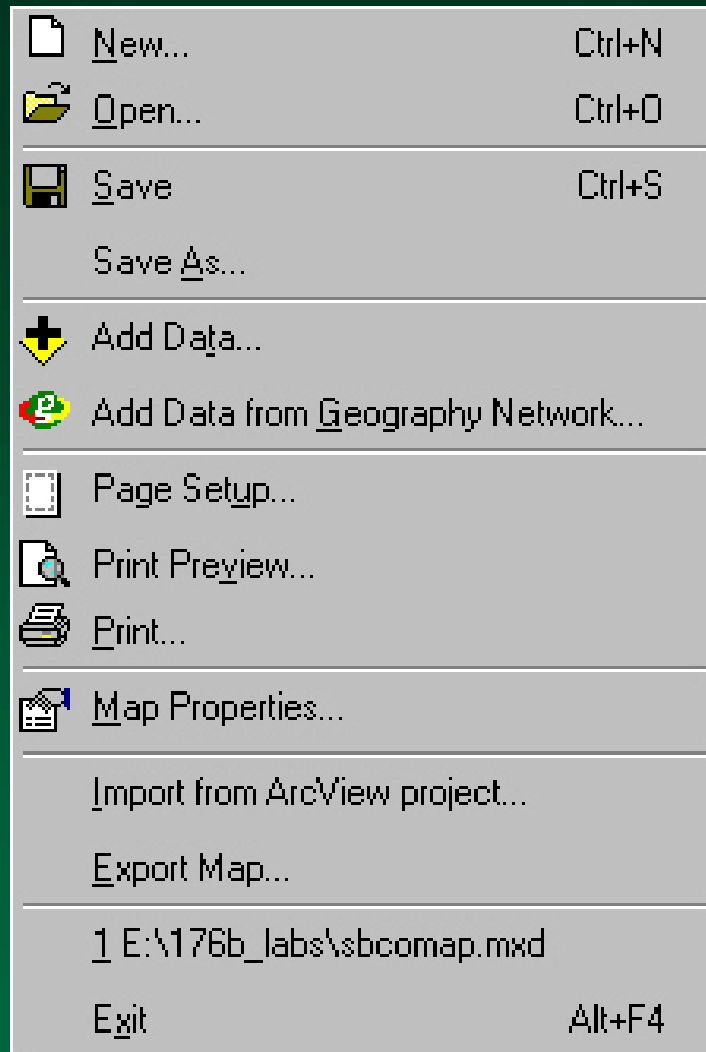 New... Ctrl+N
Open... Ctrl+O
Save Ctrl+S
Save As...
Add Data...
Add Data from Geography Network...
Page Setup...
Print Preview...
Print...
Map Properties...
Import from ArcView project...
Export Map...
1 E:\176b_labs\sbcomap.mxd
Exit Alt+F4